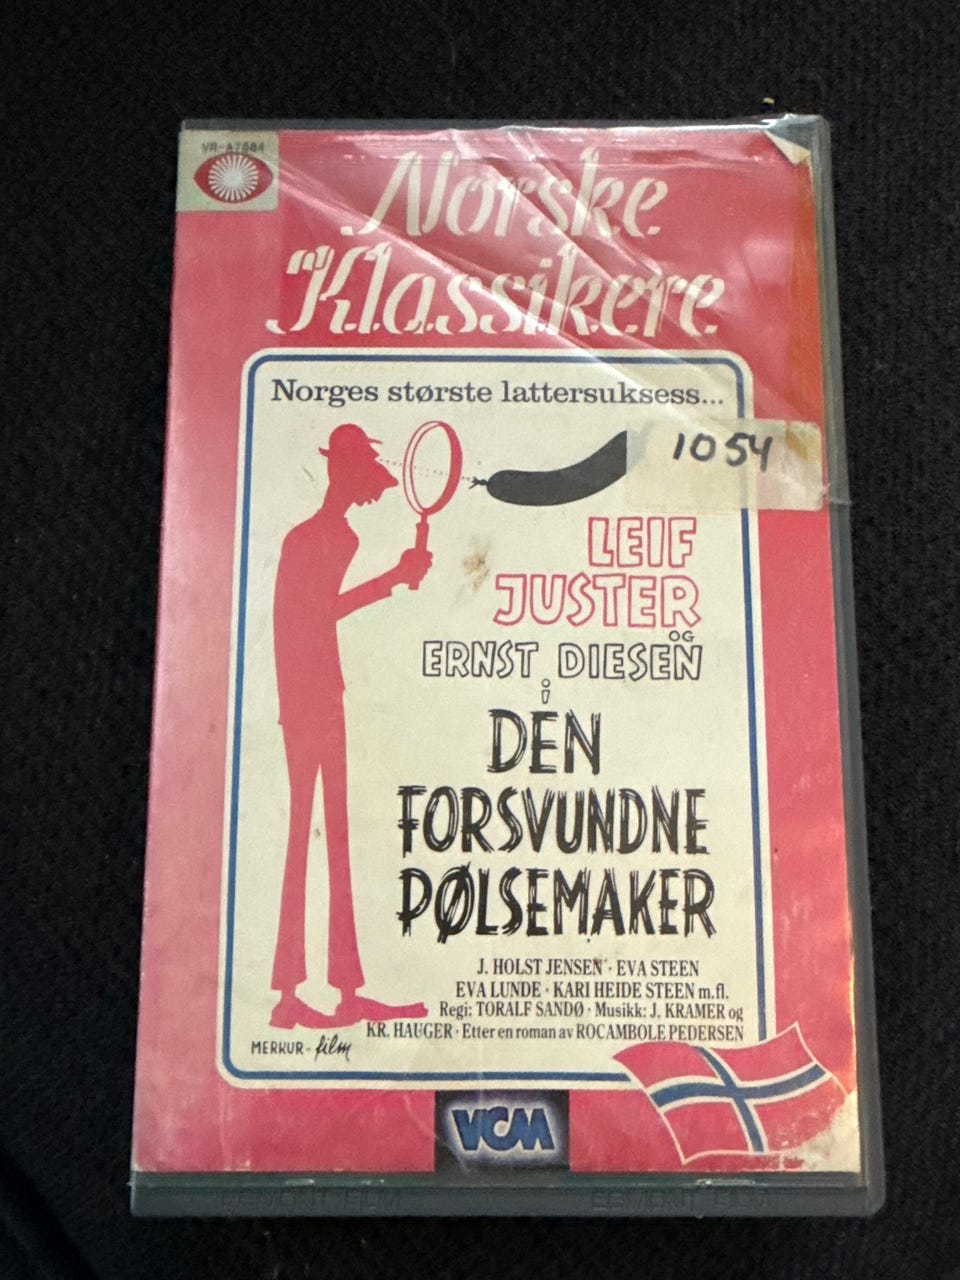 VR-A2884
Norske
Klassikere
Norges største lattersuksess...
1054
LEIF
JUSTER
OG
ERNST DIESEN
i
DEN
FORSVUNDNE
PØLSEMAKER
J. HOLST JENSEN · EVA STEEN
EVA LUNDE · KARI HEIDE STEEN m.fl.
Regi: TORALF SANDØ · Musikk: J. KRAMER og
KR. HAUGER · Etter en roman av ROCAMBOLE PEDERSEN
MERKUR - film
VCM